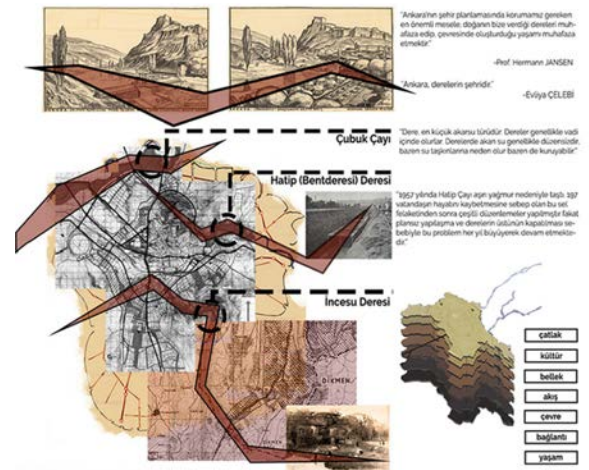 "Ankara'nın şehir planlamasında korumamız gereken
en önemli mesele, doğanın bize verdiği dereleri muh-
afaza edip, çevresinde oluşturduğu yaşamı muhafaza
etmektir."
-Prof. Hermann JANSEN
"Ankara, derelerin şehridir."
-Evliya ÇELEBİ
Çubuk Çayı
"Dere, en küçük akarsu türüdür. Dereler genellikle vadi
içinde olurlar. Derelerde akan su genellikle düzensizdir,
bazen su taşkınlarına neden olur bazen de kuruyabilir."
Hatip (Bentderesi) Deresi
"1957 yılında Hatip Çayı aşırı yağmur nedeniyle taştı. 197
vatandaşın hayatını kaybetmesine sebep olan bu sel
felaketinden sonra çeşitli düzenlemeler yapılmıştır fakat
plansız yapılaşma ve derelerin üstünün kapatılması se-
bebiyle bu problem her yıl büyüyerek devam etmekte-
dir."
İncesu Deresi
DİKMEN
çatlak
kültür
bellek
akış
çevre
bağlantı
yaşam